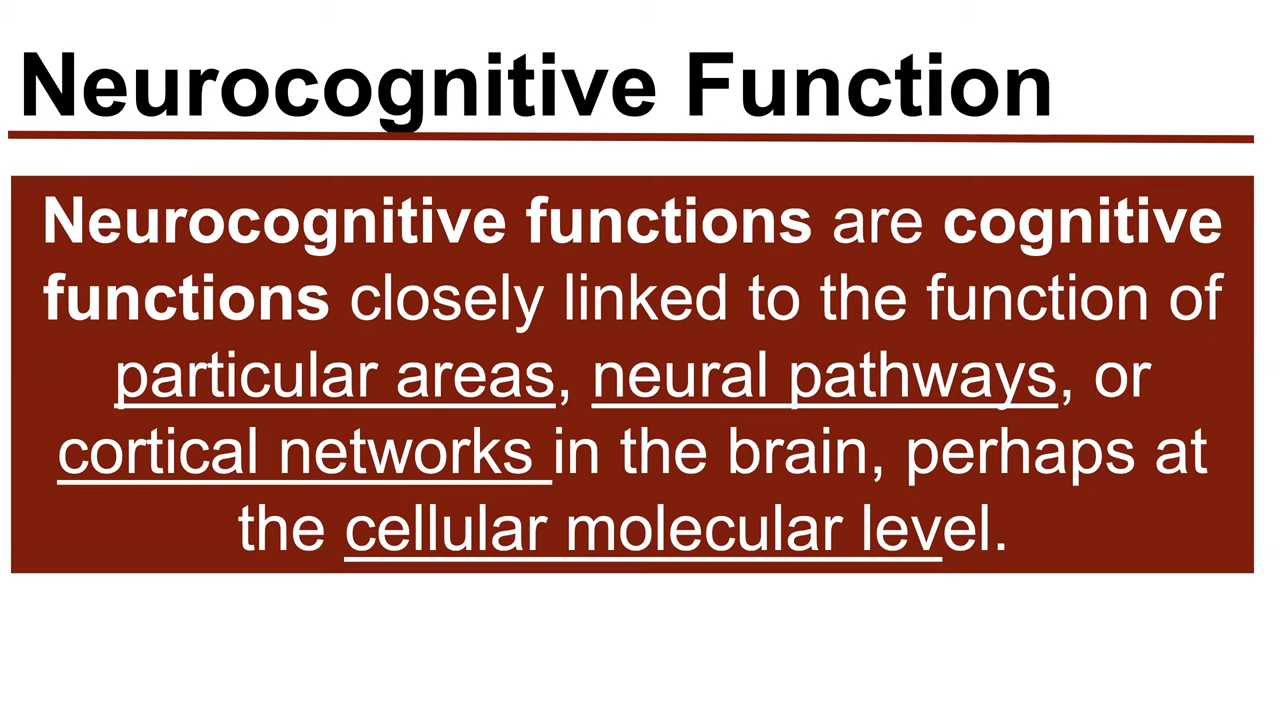 Neurocognitive Function
Neurocognitive functions are cognitive
functions closely linked to the function of
particular areas, neural pathways, or
cortical networks in the brain, perhaps at
the cellular molecular level.